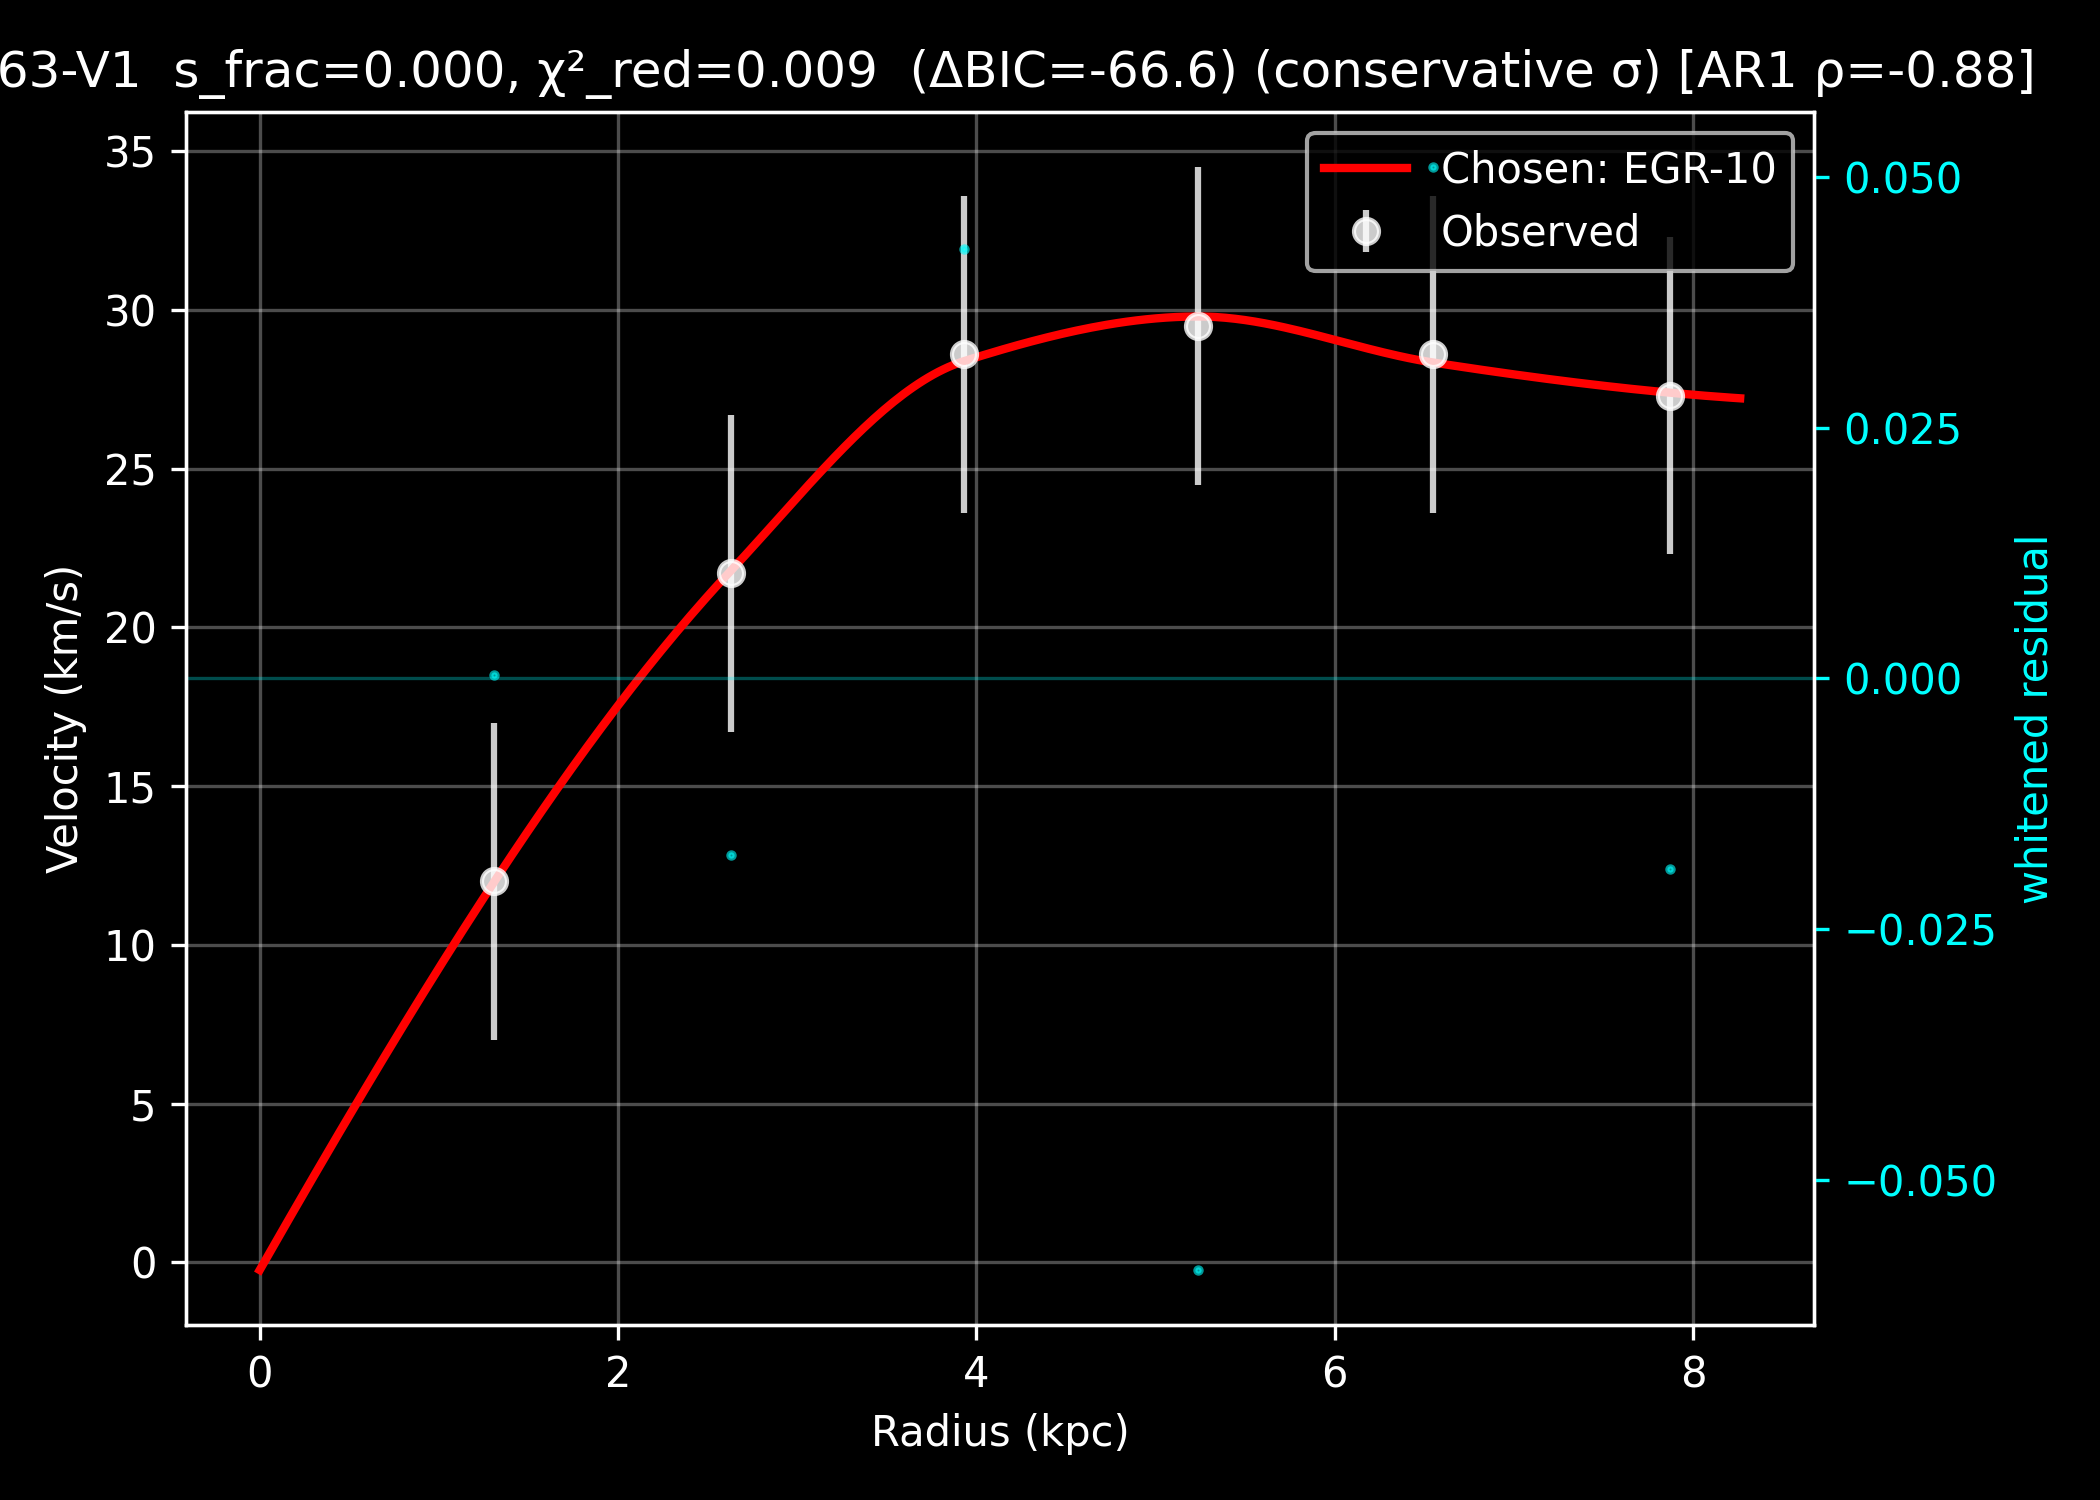 63-V1  s_frac=0.000, χ²_red=0.009  (ΔBIC=-66.6) (conservative σ) [AR1 ρ=-0.88]
Chosen: EGR-10
Observed
35
30
25
20
15
10
5
0
Velocity (km/s)
0.050
0.025
0.000
−0.025
−0.050
whitened residual
0 2 4 6 8
Radius (kpc)